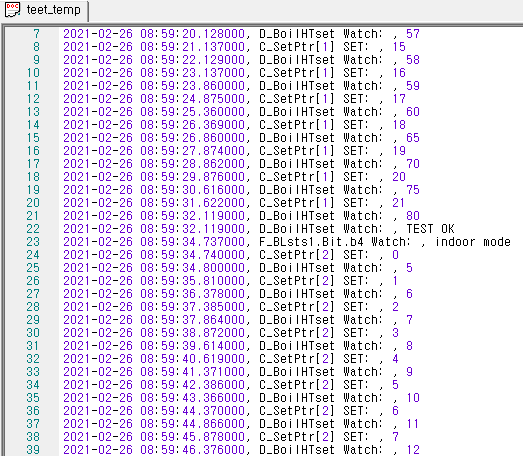 DOC
teet_temp
7 2021-02-26 08:59:20.128000, D_BoilHTset Watch: , 57
8 2021-02-26 08:59:21.137000, C_SetPtr[1] SET: , 15
9 2021-02-26 08:59:22.129000, D_BoilHTset Watch: , 58
10 2021-02-26 08:59:23.137000, C_SetPtr[1] SET: , 16
11 2021-02-26 08:59:23.860000, D_BoilHTset Watch: , 59
12 2021-02-26 08:59:24.875000, C_SetPtr[1] SET: , 17
13 2021-02-26 08:59:25.360000, D_BoilHTset Watch: , 60
14 2021-02-26 08:59:26.369000, C_SetPtr[1] SET: , 18
15 2021-02-26 08:59:26.860000, D_BoilHTset Watch: , 65
16 2021-02-26 08:59:27.874000, C_SetPtr[1] SET: , 19
17 2021-02-26 08:59:28.862000, D_BoilHTset Watch: , 70
18 2021-02-26 08:59:29.876000, C_SetPtr[1] SET: , 20
19 2021-02-26 08:59:30.616000, D_BoilHTset Watch: , 75
20 2021-02-26 08:59:31.622000, C_SetPtr[1] SET: , 21
21 2021-02-26 08:59:32.119000, D_BoilHTset Watch: , 80
22 2021-02-26 08:59:32.119000, D_BoilHTset Watch: , TEST OK
23 2021-02-26 08:59:34.737000, F_BLsts1.Bit.b4 Watch: , indoor mode
24 2021-02-26 08:59:34.740000, C_SetPtr[2] SET: , 0
25 2021-02-26 08:59:34.800000, D_BoilHTset Watch: , 5
26 2021-02-26 08:59:35.810000, C_SetPtr[2] SET: , 1
27 2021-02-26 08:59:36.378000, D_BoilHTset Watch: , 6
28 2021-02-26 08:59:37.385000, C_SetPtr[2] SET: , 2
29 2021-02-26 08:59:37.864000, D_BoilHTset Watch: , 7
30 2021-02-26 08:59:38.872000, C_SetPtr[2] SET: , 3
31 2021-02-26 08:59:39.614000, D_BoilHTset Watch: , 8
32 2021-02-26 08:59:40.619000, C_SetPtr[2] SET: , 4
33 2021-02-26 08:59:41.371000, D_BoilHTset Watch: , 9
34 2021-02-26 08:59:42.386000, C_SetPtr[2] SET: , 5
35 2021-02-26 08:59:43.366000, D_BoilHTset Watch: , 10
36 2021-02-26 08:59:44.370000, C_SetPtr[2] SET: , 6
37 2021-02-26 08:59:44.866000, D_BoilHTset Watch: , 11
38 2021-02-26 08:59:45.878000, C_SetPtr[2] SET: , 7
39 2021-02-26 08:59:46.376000, D_BoilHTset Watch: , 12